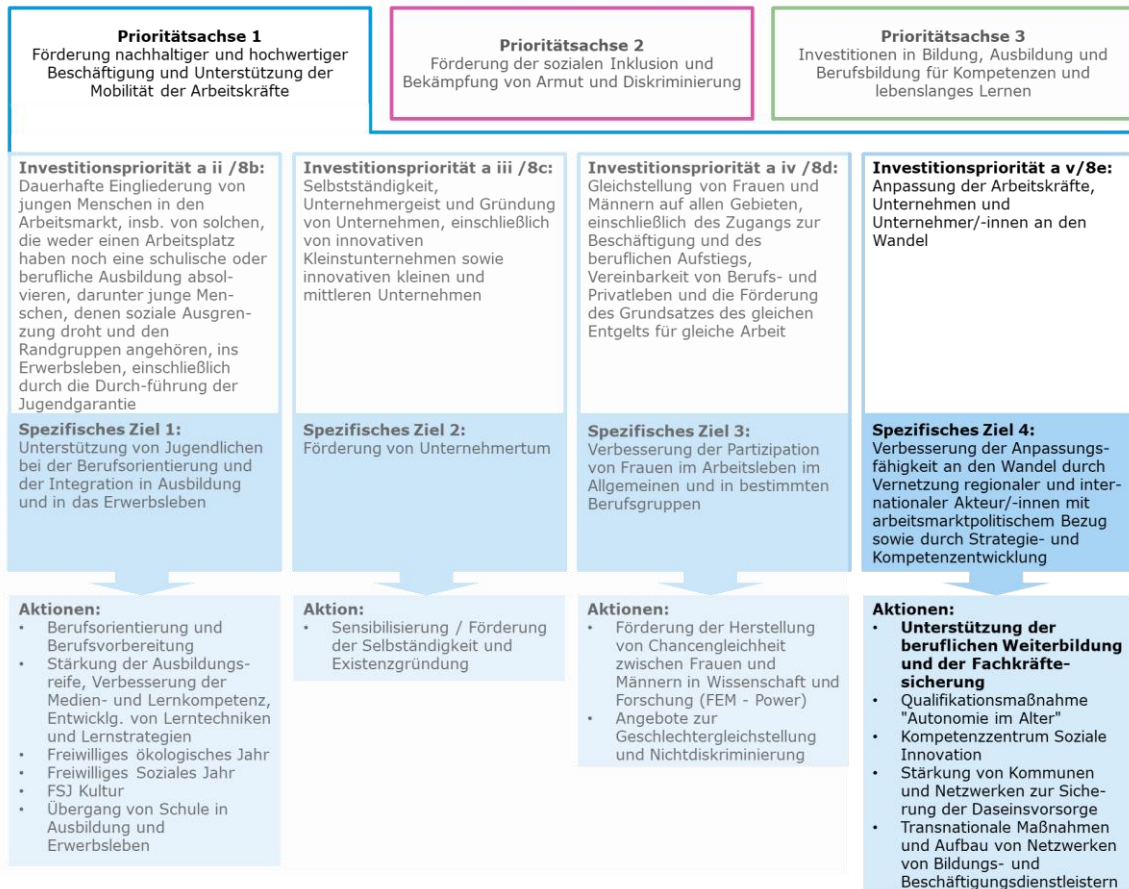 Prioritätsachse 1
Förderung nachhaltiger und hochwertiger
Beschäftigung und Unterstützung der
Mobilität der Arbeitskräfte
Prioritätsachse 2
Förderung der sozialen Inklusion und
Bekämpfung von Armut und Diskriminierung
Prioritätsachse 3
Investitionen in Bildung, Ausbildung und
Berufsbildung für Kompetenzen und
lebenslanges Lernen
Investitionspriorität a ii /8b:
Dauerhafte Eingliederung von
jungen Menschen in den
Arbeitsmarkt, insb. von solchen,
die weder einen Arbeitsplatz
haben noch eine schulische oder
berufliche Ausbildung absol-
vieren, darunter junge Men-
schen, denen soziale Ausgren-
zung droht und den
Randgruppen angehören, ins
Erwerbsleben, einschließlich
durch die Durch-führung der
Jugendgarantie
Spezifisches Ziel 1:
Unterstützung von Jugendlichen
bei der Berufsorientierung und
der Integration in Ausbildung
und in das Erwerbsleben
Aktionen:
• Berufsorientierung und
Berufsvorbereitung
• Stärkung der Ausbildungs-
reife, Verbesserung der
Medien- und Lernkompetenz,
Entwicklg. von Lerntechniken
und Lernstrategien
• Freiwilliges ökologisches Jahr
• Freiwilliges Soziales Jahr
• FSJ Kultur
• Übergang von Schule in
Ausbildung und
Erwerbsleben
Investitionspriorität a iii /8c:
Selbstständigkeit,
Unternehmergeist und Gründung
von Unternehmen, einschließlich
von innovativen
Kleinstunternehmen sowie
innovativen kleinen und
mittleren Unternehmen
Spezifisches Ziel 2:
Förderung von Unternehmertum
Aktion:
• Sensibilisierung / Förderung
der Selbständigkeit und
Existenzgründung
Investitionspriorität a iv /8d:
Gleichstellung von Frauen und
Männern auf allen Gebieten,
einschließlich des Zugangs zur
Beschäftigung und des
beruflichen Aufstiegs,
Vereinbarkeit von Berufs- und
Privatleben und die Förderung
des Grundsatzes des gleichen
Entgelts für gleiche Arbeit
Spezifisches Ziel 3:
Verbesserung der Partizipation
von Frauen im Arbeitsleben im
Allgemeinen und in bestimmten
Berufsgruppen
Aktionen:
• Förderung der Herstellung
von Chancengleichheit
zwischen Frauen und
Männern in Wissenschaft und
Forschung (FEM - Power)
• Angebote zur
Geschlechtergleichstellung
und Nichtdiskriminierung
Investitionspriorität a v/8e:
Anpassung der Arbeitskräfte,
Unternehmen und
Unternehmer/-innen an den
Wandel
Spezifisches Ziel 4:
Verbesserung der Anpassungs-
fähigkeit an den Wandel durch
Vernetzung regionaler und inter-
nationaler Akteur/-innen mit
arbeitsmarktpolitischem Bezug
sowie durch Strategie- und
Kompetenzentwicklung
Aktionen:
• Unterstützung der
beruflichen Weiterbildung
und der Fachkräfte-
sicherung
• Qualifikationsmaßnahme
"Autonomie im Alter"
• Kompetenzzentrum Soziale
Innovation
• Stärkung von Kommunen
und Netzwerken zur Siche-
rung der Daseinsvorsorge
• Transnationale Maßnahmen
und Aufbau von Netzwerken
von Bildungs- und
Beschäftigungsdienstleistern